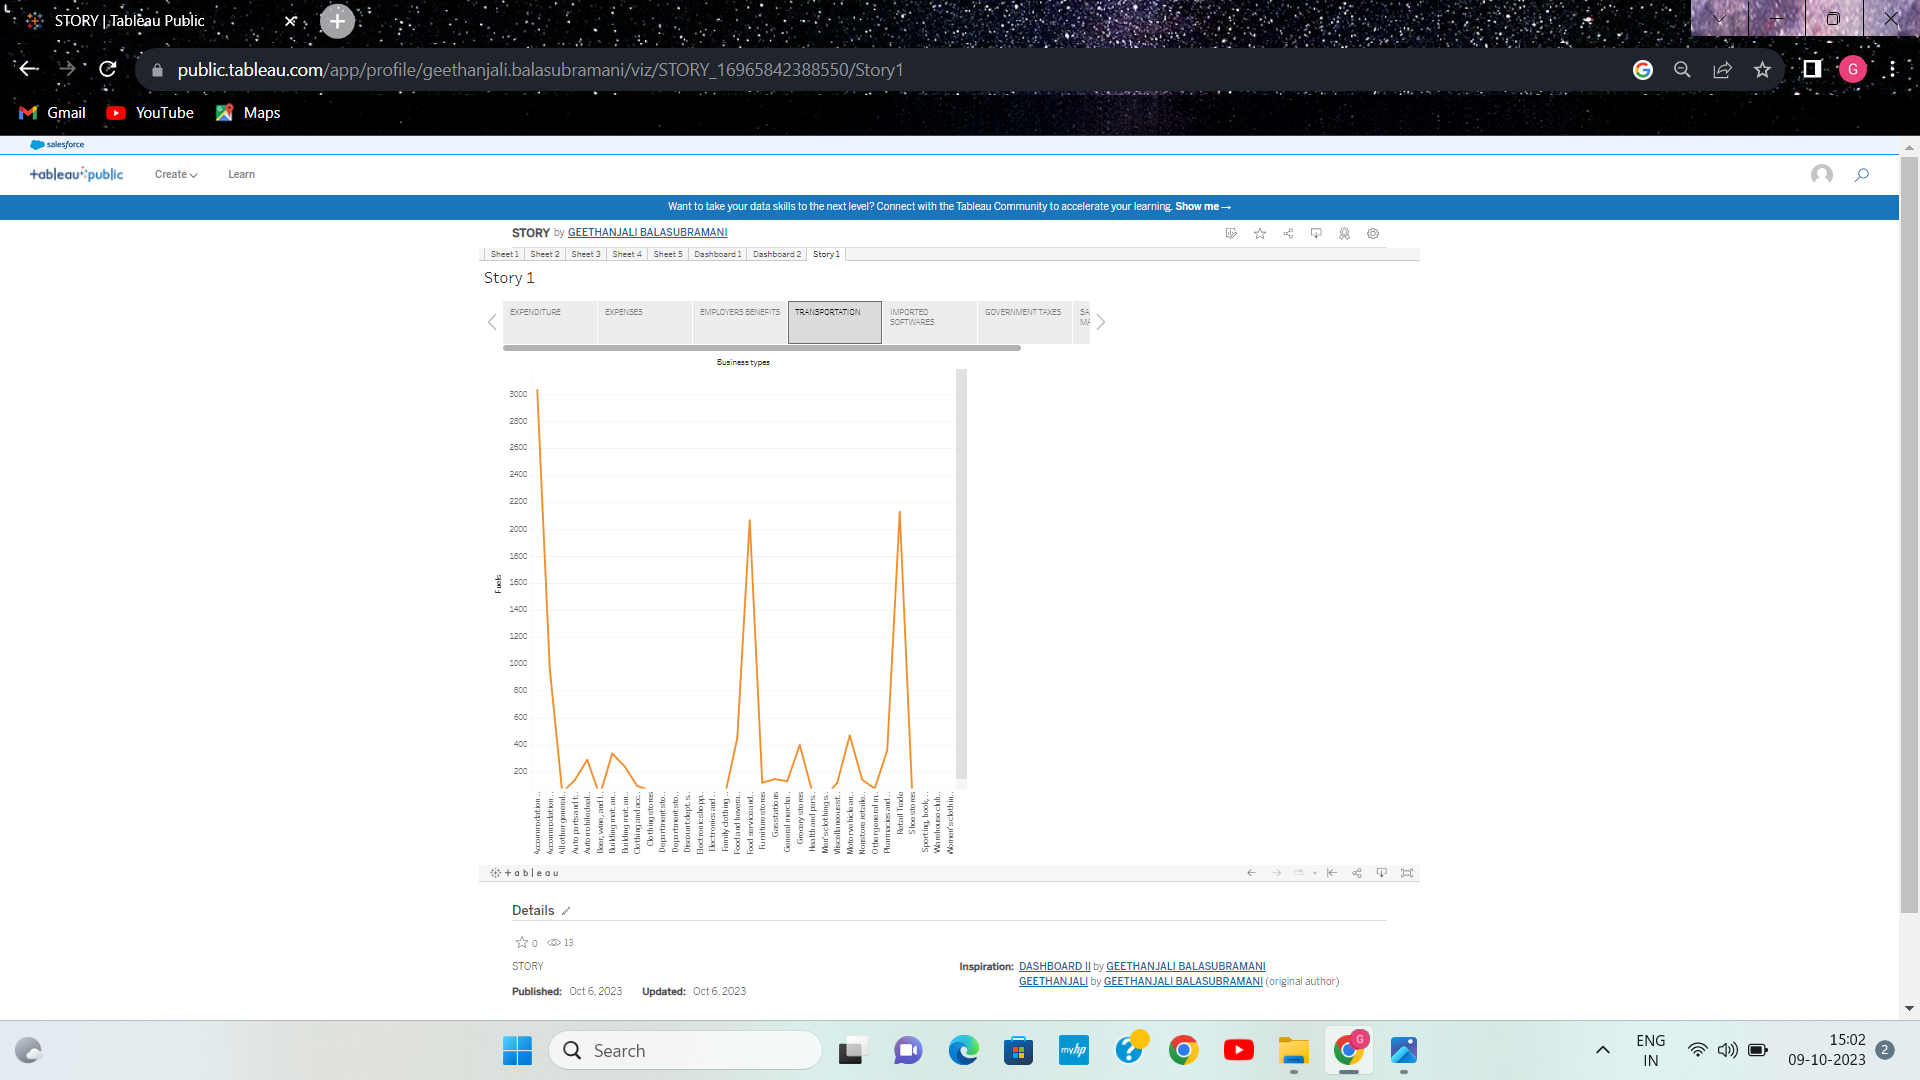 STORY | Tableau Public
public.tableau.com/app/profile/geethanjali.balasubramani/viz/STORY_16965842388550/Story1
G
Gmail YouTube Maps
salesforce
+ableau public Create Learn
Want to take your data skills to the next level? Connect with the Tableau Community to accelerate your learning. Show me →
STORY by GEETHANJALI BALASUBRAMANI
Sheet 1 Sheet 2 Sheet 3 Sheet 4 Sheet 5 Dashboard 1 Dashboard 2 Story 1
Story 1
EXPENDITURE EXPENSES EMPLOYERS BENEFITS TRANSPORTATION IMPORTED GOVERNMENT TAXES SA
SOFTWARES MA
Business types
3000
2800
2600
2400
2200
2000
1800
1600
Fuels
1400
1200
1000
800
600
400
200
Accommodation ..
Accommodation ..
All other general..
Auto parts and t..
Automobile deal..
Beer, wine, and l..
Building mat. an..
Building mat. an..
Clothing and acc..
Clothing stores
Department sto..
Department sto..
Discount dept. s..
Electronic shopp..
Electronics and ..
Family clothing ..
Food and bevera..
Food service and..
Furniture stores
Gas stations
General mercha..
Grocery stores
Health and pers..
Men's clothing s..
Miscellaneous st..
Motor vehicle an..
Nonstore retaile..
Other general m..
Pharmacies and ..
Retail Trade
Shoe stores
Sporting, book, ..
Warehouse club..
Women's clothin..
+ableau
Details
0 13
STORY
Inspiration: DASHBOARD II by GEETHANJALI BALASUBRAMANI
GEETHANJALI by GEETHANJALI BALASUBRAMANI (original author)
Published: Oct 6, 2023 Updated: Oct 6, 2023
Search
myhp
G
ENG
IN
15:02
09-10-2023
2